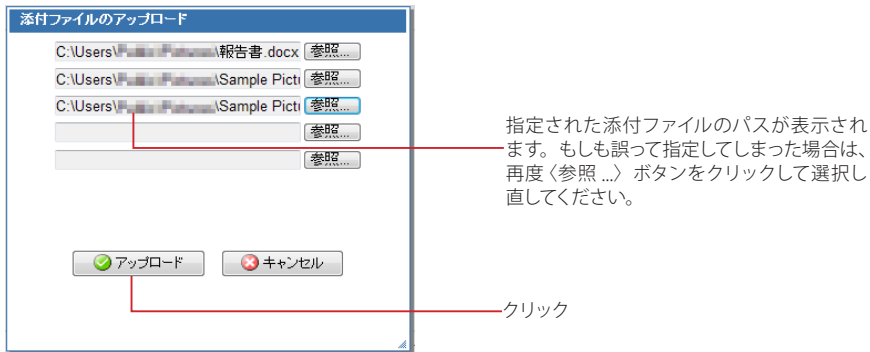 添付ファイルのアップロード
C:\Users\ \報告書.docx 参照...
C:\Users\ \Sample Pict 参照...
C:\Users\ \Sample Pict 参照...
参照...
参照...
指定された添付ファイルのパスが表示され
ます。もしも誤って指定してしまった場合は、
再度〈参照 ...〉ボタンをクリックして選択し
直してください。
アップロード キャンセル
クリック